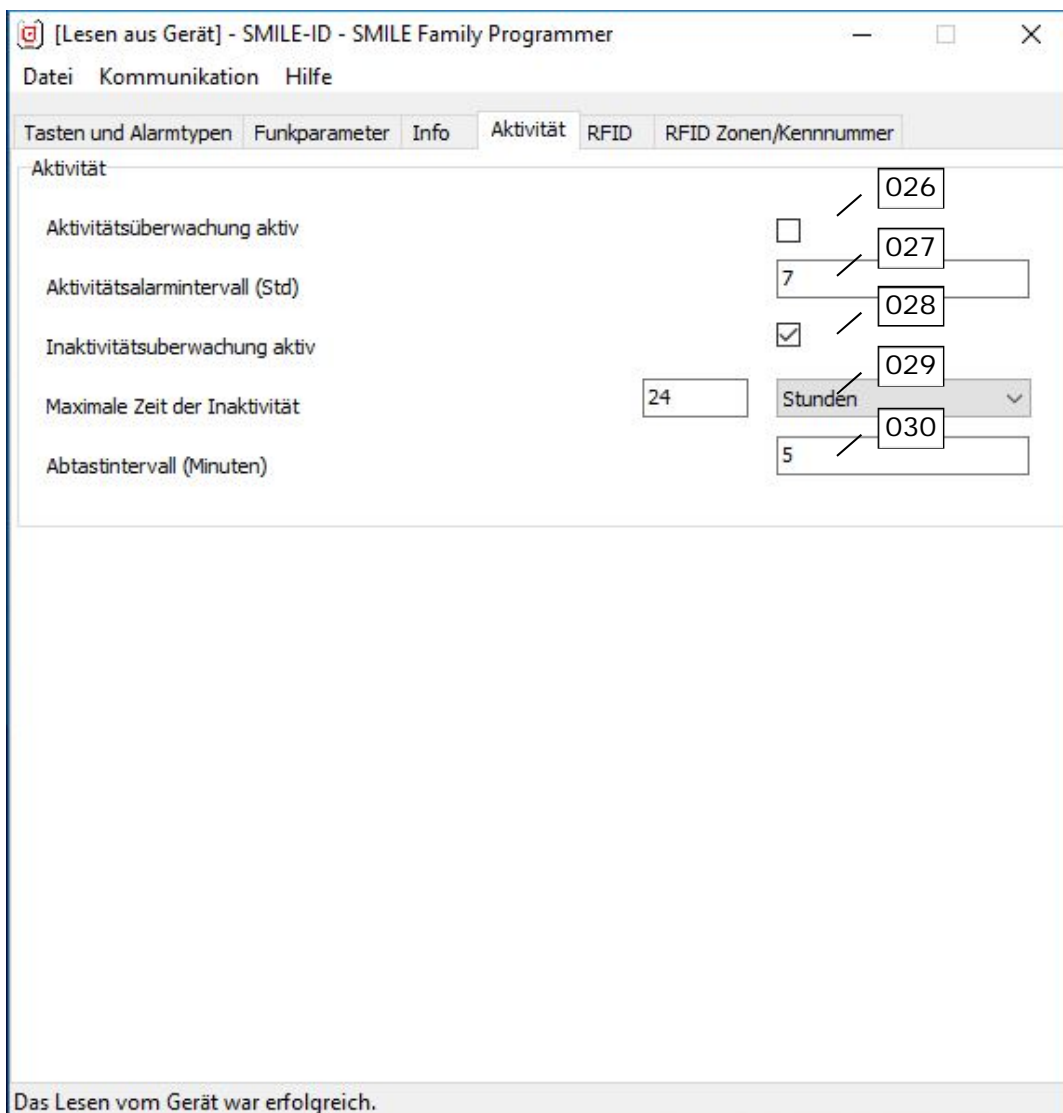 [Lesen aus Gerät] - SMILE-ID - SMILE Family Programmer
Datei Kommunikation Hilfe
Tasten und Alarmtypen Funkparameter Info Aktivität RFID RFID Zonen/Kennnummer
Aktivität
026
Aktivitätsüberwachung aktiv
027
Aktivitätsalarmintervall (Std) 7
028
Inaktivitätsuberwachung aktiv
029
Maximale Zeit der Inaktivität 24 Stunden
030
Abtastintervall (Minuten) 5
Das Lesen vom Gerät war erfolgreich.